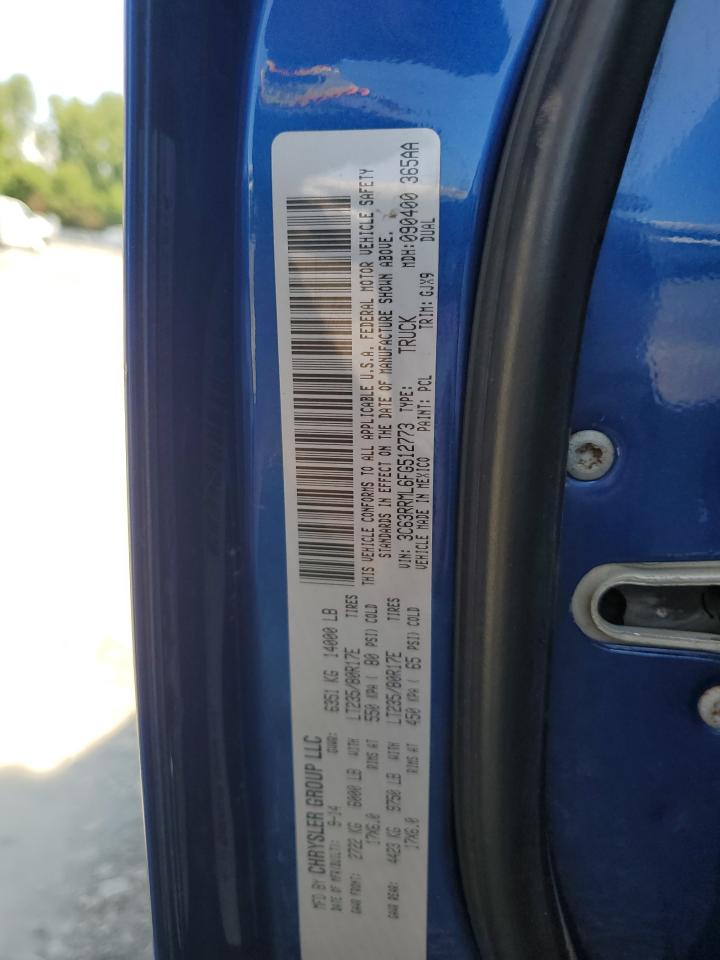 MFD BY CHRYSLER GROUP LLC
DATE OF MFR(BUILT): 9-14 GVWR: 6351 KG 14000 LB
GAWR FRONT: 2722 KG 6000 LB WITH LT235/80R17E TIRES
17X6.0 RIMS AT 550 KPA ( 80 PSI) COLD
GAWR REAR: 4423 KG 9750 LB WITH LT235/80R17E TIRES
17X6.0 RIMS AT 450 KPA ( 65 PSI) COLD
THIS VEHICLE CONFORMS TO ALL APPLICABLE U.S.A. FEDERAL MOTOR VEHICLE SAFETY
STANDARDS IN EFFECT ON THE DATE OF MANUFACTURE SHOWN ABOVE.
VIN: 3C63RRML6FG512773 TYPE: TRUCK MDH:090400 365AA
VEHICLE MADE IN MEXICO PAINT: PCL TRIM: GJX9 DUAL